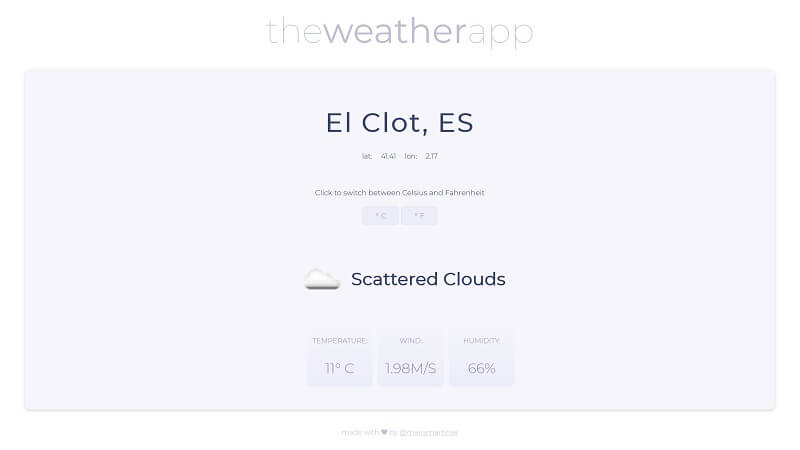 theweatherapp
El Clot, ES
lat: 41.41 lon: 2.17
Click to switch between Celsius and Fahrenheit
° C ° F
Scattered Clouds
TEMPERATURE: WIND: HUMIDITY:
11° C 1.98M/S 66%
made with ♥ by